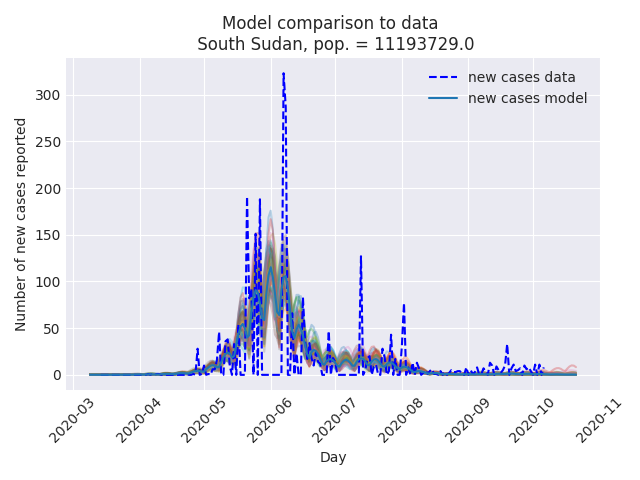 Model comparison to data
South Sudan, pop. = 11193729.0
new cases data
new cases model
Number of new cases reported
300
250
200
150
100
50
0
2020-03
2020-04
2020-05
2020-06
2020-07
2020-08
2020-09
2020-10
2020-11
Day